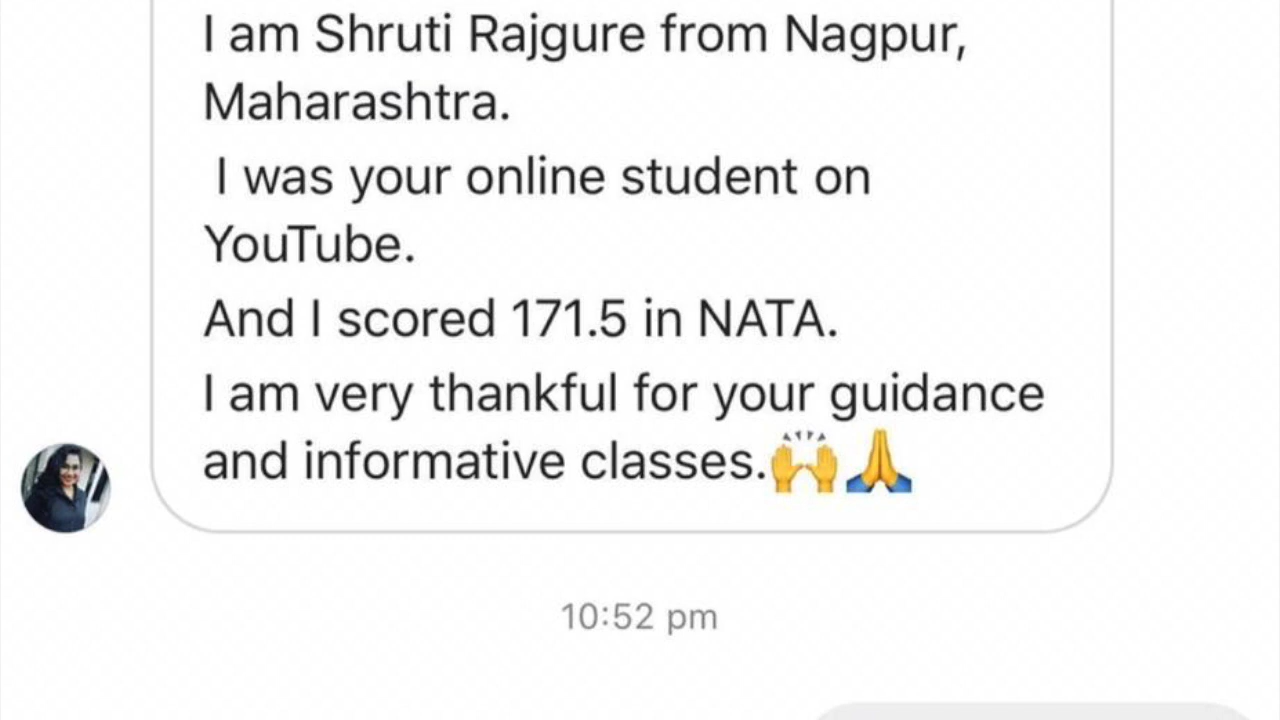 I am Shruti Rajgure from Nagpur,
Maharashtra.
I was your online student on
YouTube.
And I scored 171.5 in NATA.
I am very thankful for your guidance
and informative classes.🙌🙏
10:52 pm